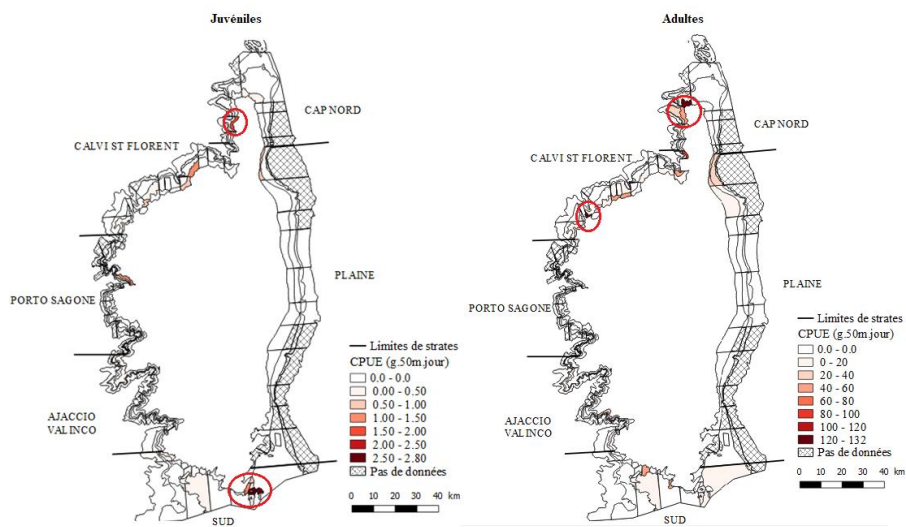 Juvéniles
CAP NORD
CALVI ST FLORENT
PLAINE
PORTO SAGONE
AJACCIO
VALINCO
SUD
Limites de strates
CPUE (g.50m.jour)
0.0 - 0.0
0.00 - 0.50
0.50 - 1.00
1.00 - 1.50
1.50 - 2.00
2.00 - 2.50
2.50 - 2.80
Pas de données
0 10 20 30 40 km
Adultes
CAP NORD
CALVI ST FLORENT
PLAINE
PORTO SAGONE
AJACCIO
VALINCO
SUD
Limites de strates
CPUE (g.50m.jour)
0.0 - 0.0
0 - 20
20 - 40
40 - 60
60 - 80
80 - 100
100 - 120
120 - 132
Pas de données
0 10 20 30 40 km